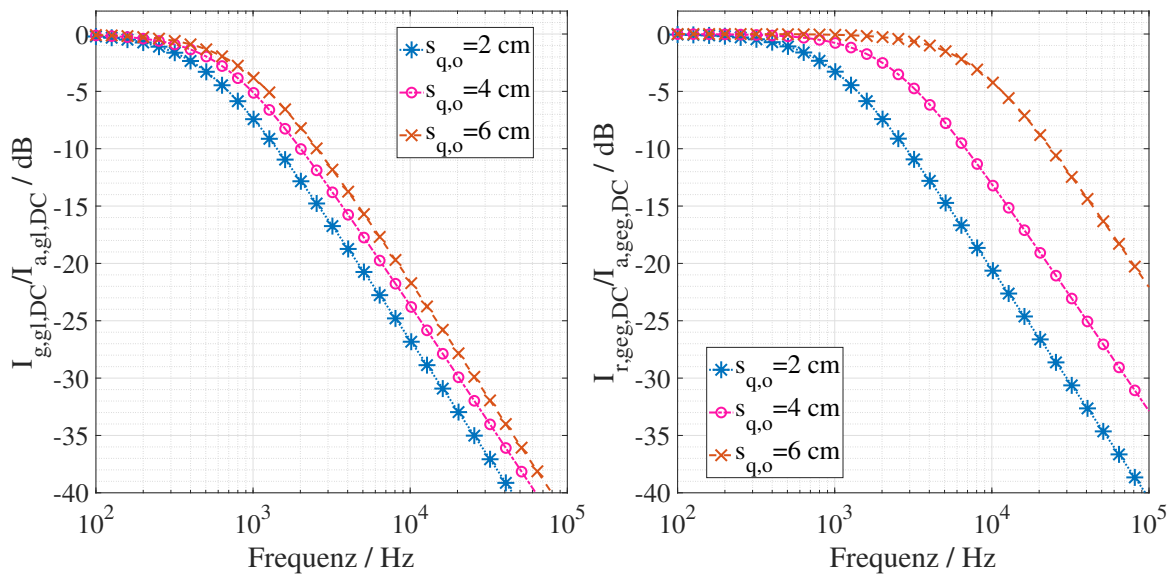 I_g,gl,DC/I_a,gl,DC / dB
0
-5
-10
-15
-20
-25
-30
-35
-40
10^2
10^3
10^4
10^5
Frequenz / Hz
s_q,o=2 cm
s_q,o=4 cm
s_q,o=6 cm
I_r,geg,DC/I_a,geg,DC / dB
0
-5
-10
-15
-20
-25
-30
-35
-40
10^2
10^3
10^4
10^5
Frequenz / Hz
s_q,o=2 cm
s_q,o=4 cm
s_q,o=6 cm